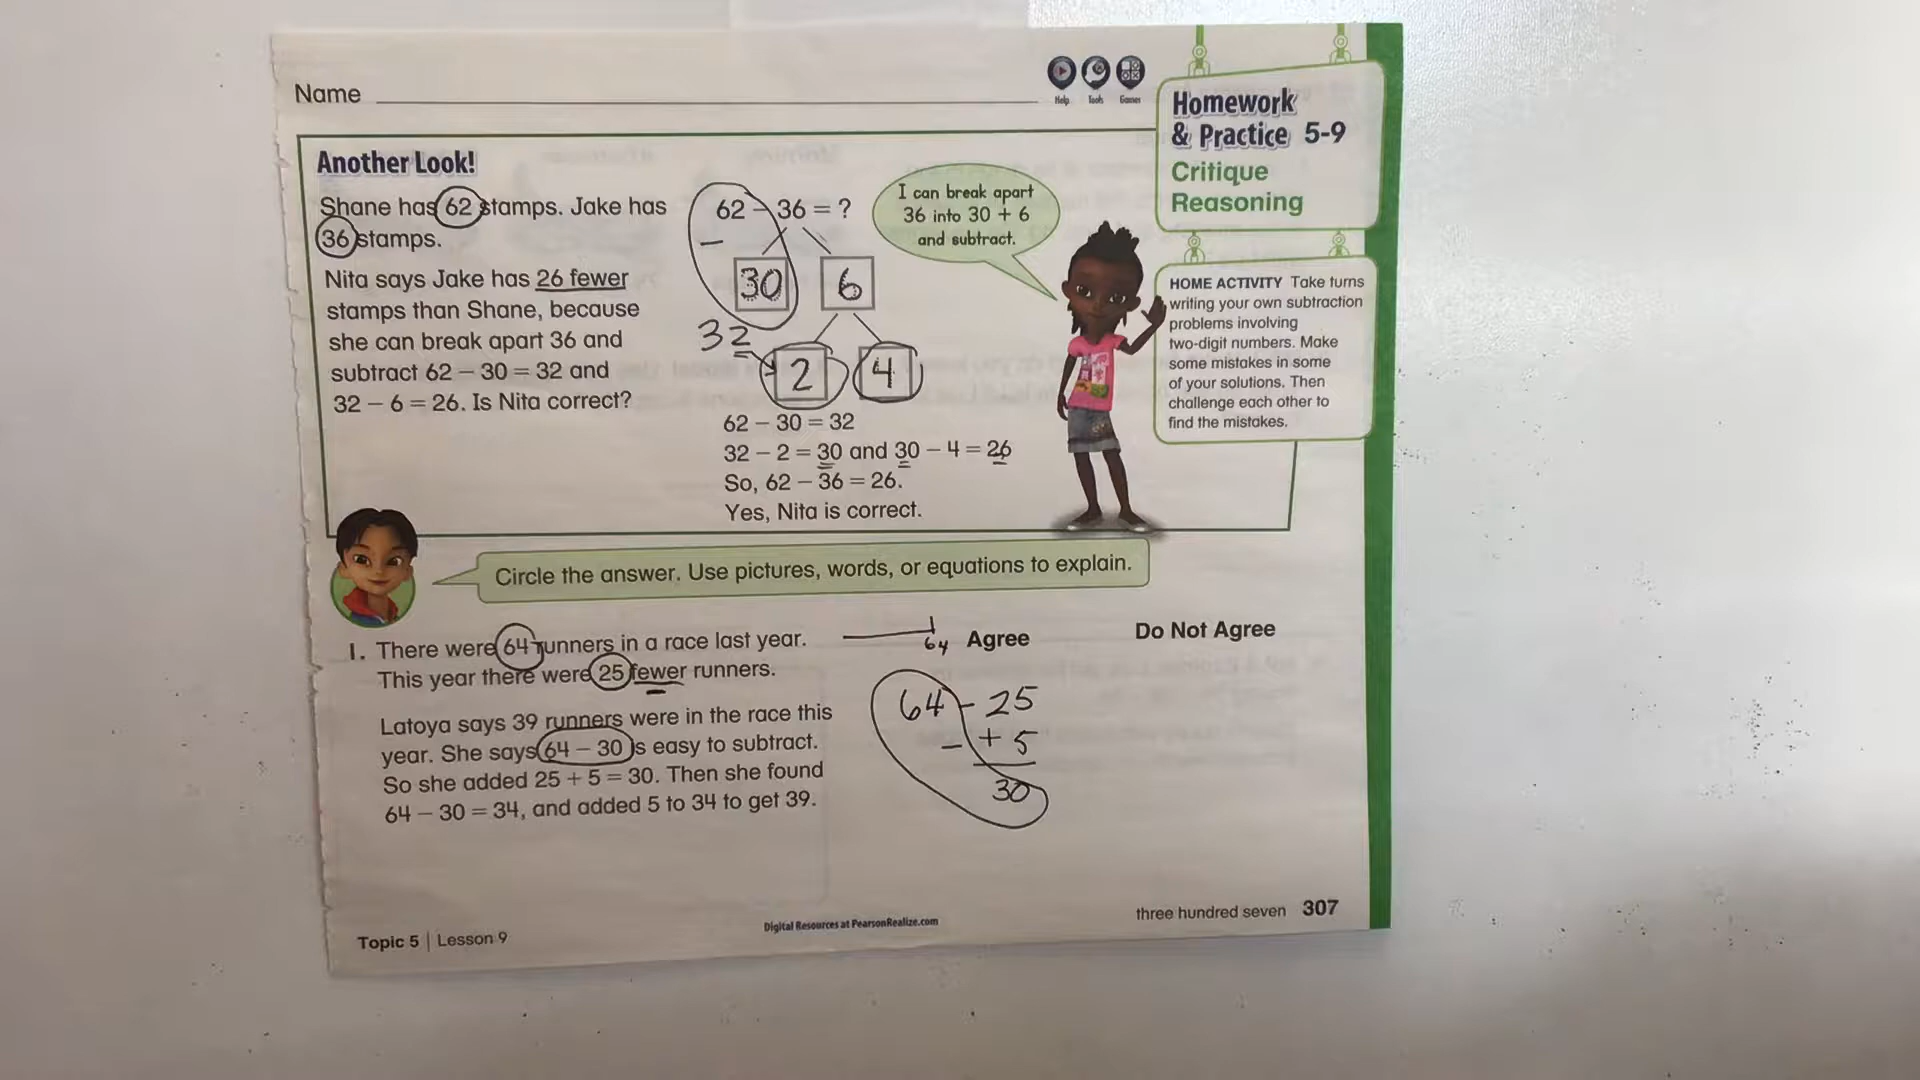 Name
Help Tools Games
Homework
& Practice 5-9
Critique
Reasoning
Another Look!
Shane has 62 stamps. Jake has
36 stamps.
Nita says Jake has 26 fewer
stamps than Shane, because
she can break apart 36 and
subtract 62 – 30 = 32 and
32 – 6 = 26. Is Nita correct?
62 – 36 = ?
–
30 6
32
2 4
62 – 30 = 32
32 – 2 = 30 and 30 – 4 = 26
So, 62 – 36 = 26.
Yes, Nita is correct.
I can break apart
36 into 30 + 6
and subtract.
HOME ACTIVITY Take turns
writing your own subtraction
problems involving
two-digit numbers. Make
some mistakes in some
of your solutions. Then
challenge each other to
find the mistakes.
Circle the answer. Use pictures, words, or equations to explain.
1. There were 64 runners in a race last year.
This year there were 25 fewer runners.
Latoya says 39 runners were in the race this
year. She says 64 – 30 is easy to subtract.
So she added 25 + 5 = 30. Then she found
64 – 30 = 34, and added 5 to 34 to get 39.
64 Agree Do Not Agree
64 – 25
– + 5
30
Topic 5 | Lesson 9
Digital Resources at PearsonRealize.com
three hundred seven 307